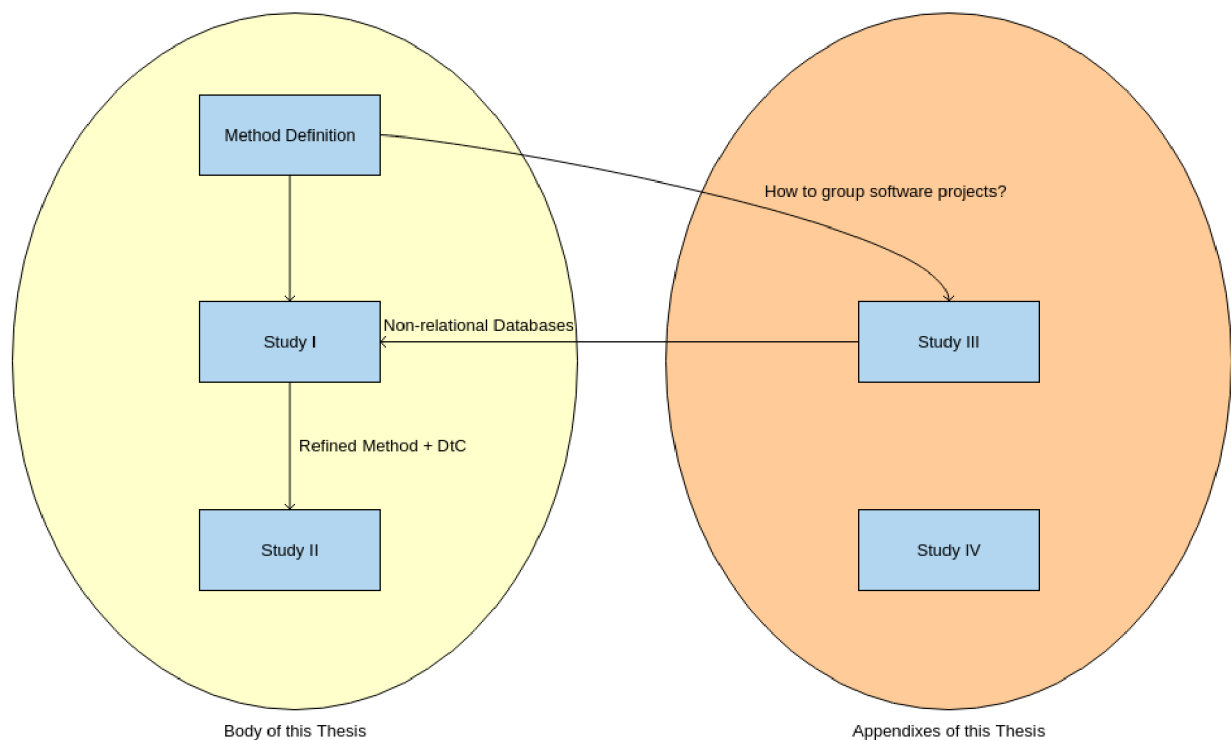 Method Definition
How to group software projects?
Non-relational Databases
Study I
Study III
Refined Method + DtC
Study II
Study IV
Body of this Thesis
Appendixes of this Thesis